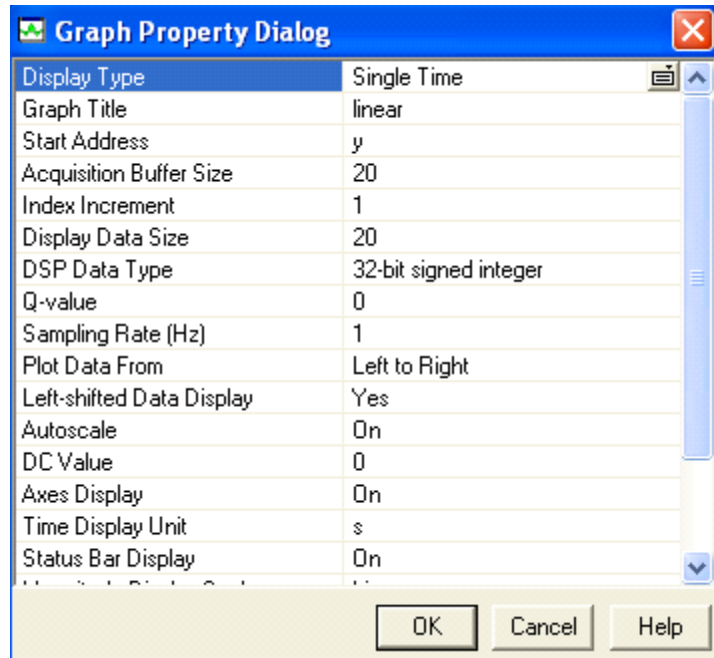 Graph Property Dialog
Display Type Single Time
Graph Title linear
Start Address y
Acquisition Buffer Size 20
Index Increment 1
Display Data Size 20
DSP Data Type 32-bit signed integer
Q-value 0
Sampling Rate (Hz) 1
Plot Data From Left to Right
Left-shifted Data Display Yes
Autoscale On
DC Value 0
Axes Display On
Time Display Unit s
Status Bar Display On
OK Cancel Help